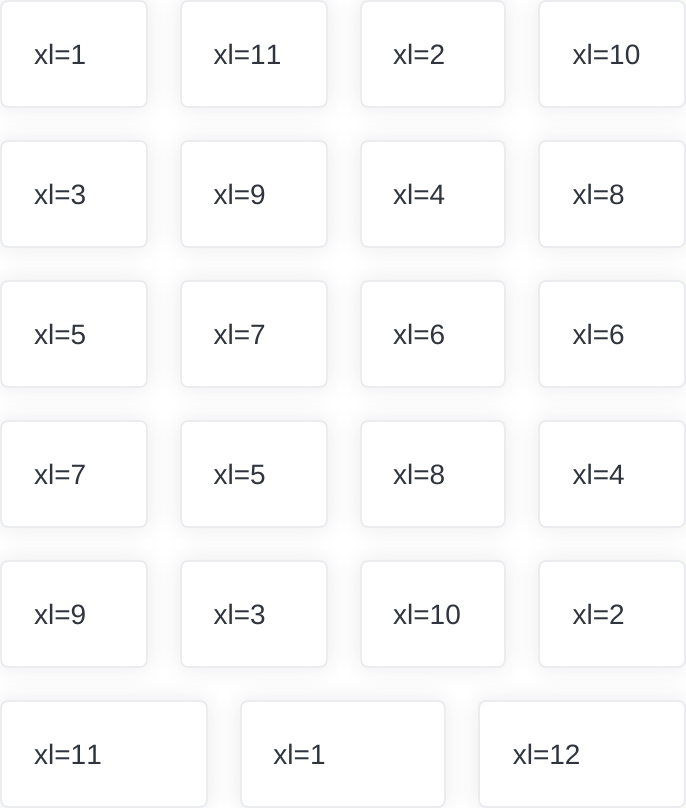 xl=1 xl=11 xl=2 xl=10
xl=3 xl=9 xl=4 xl=8
xl=5 xl=7 xl=6 xl=6
xl=7 xl=5 xl=8 xl=4
xl=9 xl=3 xl=10 xl=2
xl=11 xl=1 xl=12